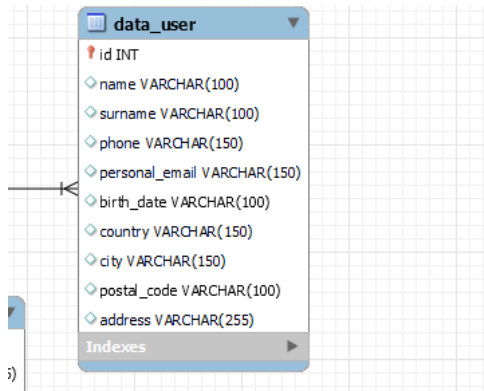 data_user
id INT
name VARCHAR(100)
surname VARCHAR(100)
phone VARCHAR(150)
personal_email VARCHAR(150)
birth_date VARCHAR(100)
country VARCHAR(150)
city VARCHAR(150)
postal_code VARCHAR(100)
address VARCHAR(255)
Indexes
5)